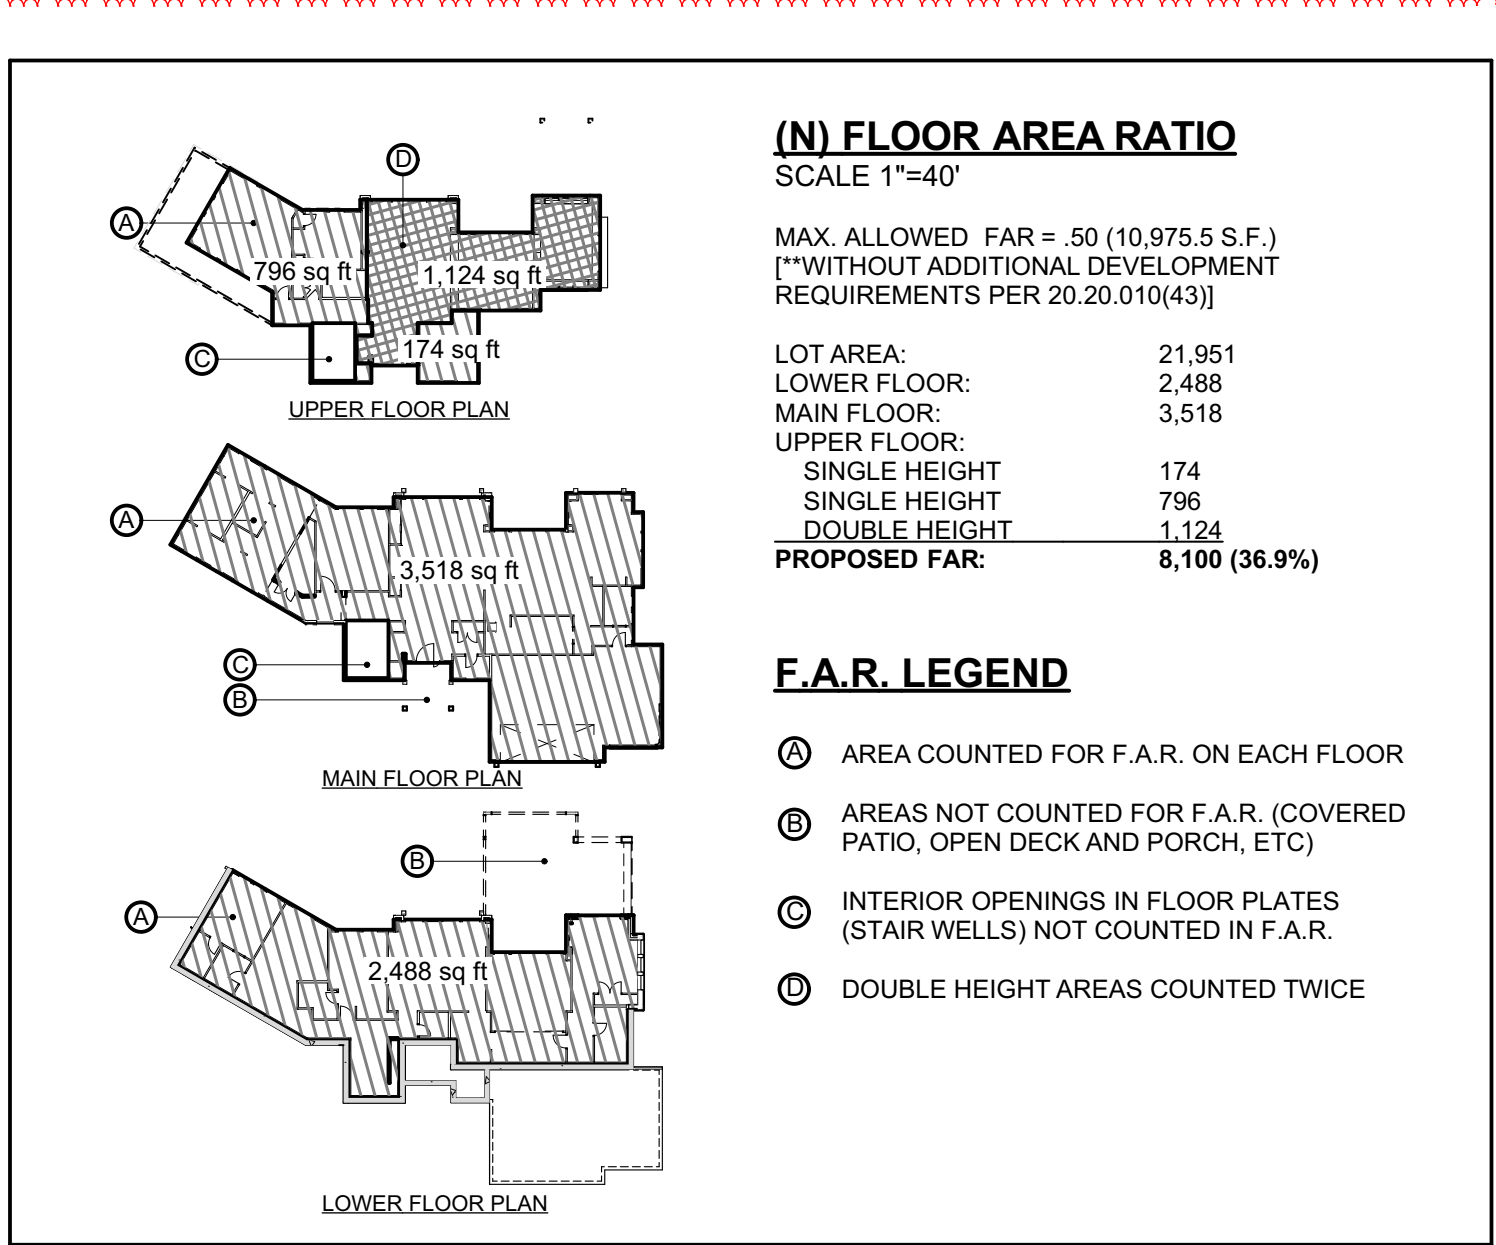 D
A
796 sq ft
1,124 sq ft
174 sq ft
C
UPPER FLOOR PLAN
A
3,518 sq ft
C
B
MAIN FLOOR PLAN
B
A
2,488 sq ft
LOWER FLOOR PLAN
(N) FLOOR AREA RATIO
SCALE 1"=40'
MAX. ALLOWED FAR = .50 (10,975.5 S.F.)
[**WITHOUT ADDITIONAL DEVELOPMENT
REQUIREMENTS PER 20.20.010(43)]
LOT AREA: 21,951
LOWER FLOOR: 2,488
MAIN FLOOR: 3,518
UPPER FLOOR:
SINGLE HEIGHT 174
SINGLE HEIGHT 796
DOUBLE HEIGHT 1,124
PROPOSED FAR: 8,100 (36.9%)
F.A.R. LEGEND
A AREA COUNTED FOR F.A.R. ON EACH FLOOR
B AREAS NOT COUNTED FOR F.A.R. (COVERED
PATIO, OPEN DECK AND PORCH, ETC)
C INTERIOR OPENINGS IN FLOOR PLATES
(STAIR WELLS) NOT COUNTED IN F.A.R.
D DOUBLE HEIGHT AREAS COUNTED TWICE